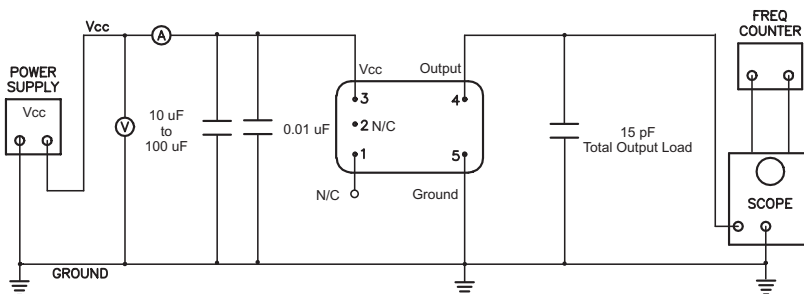 FREQ
COUNTER
Vcc
A
Vcc
Output
POWER
SUPPLY
Vcc
3
4
10 uF
to
100 uF
V
0.01 uF
2 N/C
15 pF
Total Output Load
1
5
N/C
Ground
SCOPE
GROUND